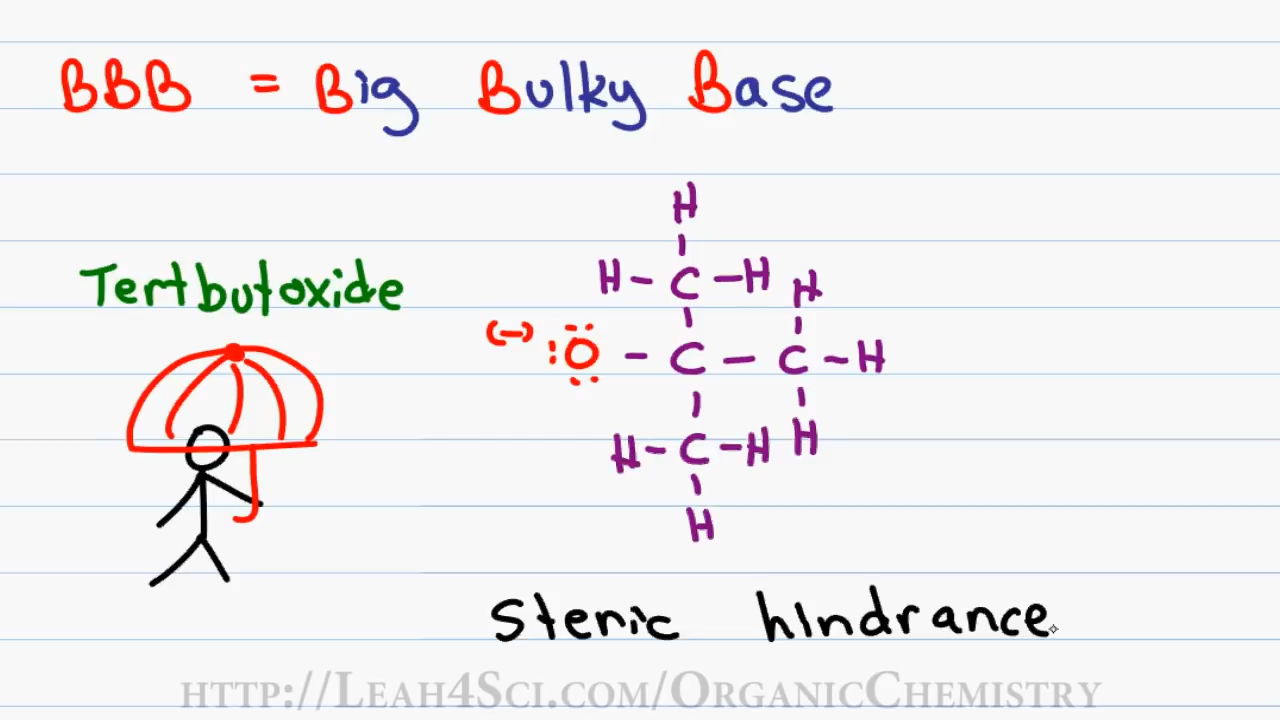 BBB = Big Bulky Base
H
Tertbutoxide
H-C-H H
(-) :O - C - C-H
H-C-H H
H
Steric hindrance
HTTP://LEAH4SCI.COM/ORGANICCHEMISTRY